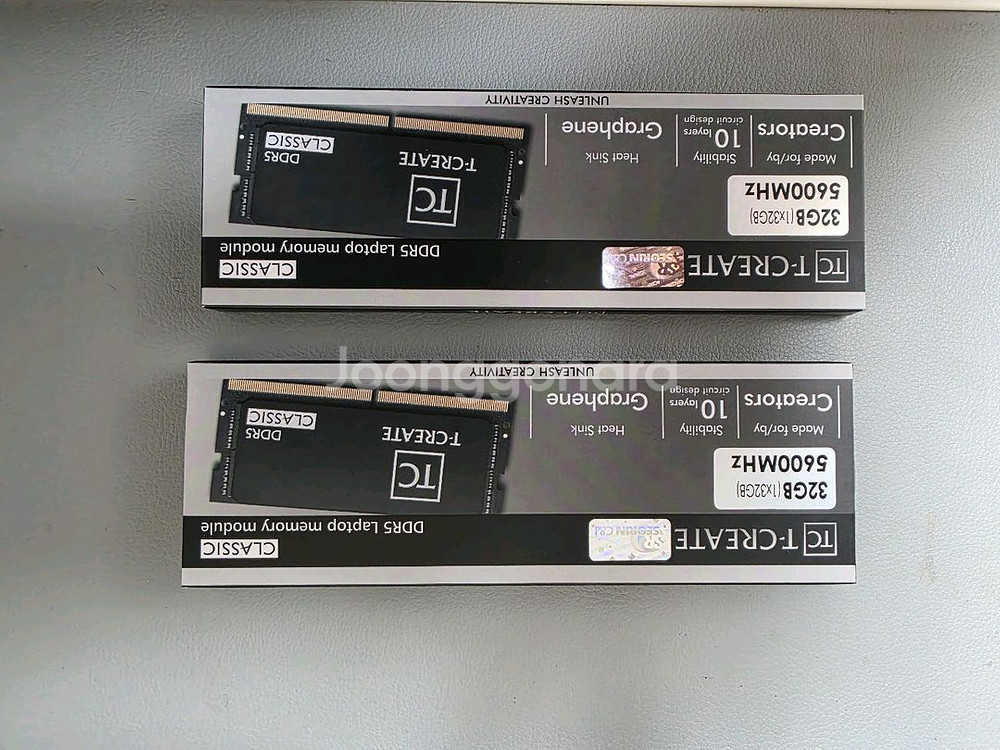 TC T-CREATE
SR SEORIN C&I
CLASSIC
DDR5 Laptop memory module
32GB (1x32GB)
5600MHz
Made for/by
Creators
Stability
10 layers
circuit design
Heat Sink
Graphene
TC
T-CREATE
DDR5
CLASSIC
UNLEASH CREATIVITY
Joonggonara
TC T-CREATE
SR SEORIN C&I
CLASSIC
DDR5 Laptop memory module
32GB (1x32GB)
5600MHz
Made for/by
Creators
Stability
10 layers
circuit design
Heat Sink
Graphene
TC
T-CREATE
DDR5
CLASSIC
UNLEASH CREATIVITY